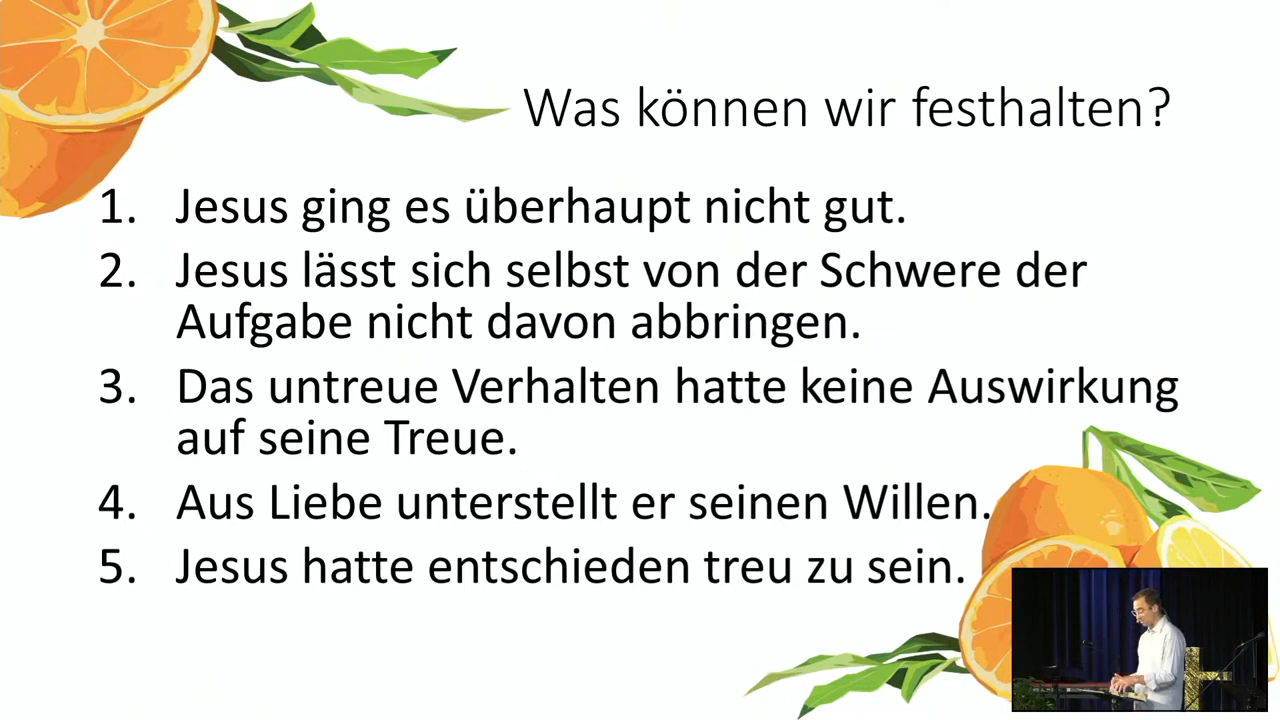 Was können wir festhalten?
1. Jesus ging es überhaupt nicht gut.
2. Jesus lässt sich selbst von der Schwere der
Aufgabe nicht davon abbringen.
3. Das untreue Verhalten hatte keine Auswirkung
auf seine Treue.
4. Aus Liebe unterstellt er seinen Willen.
5. Jesus hatte entschieden treu zu sein.